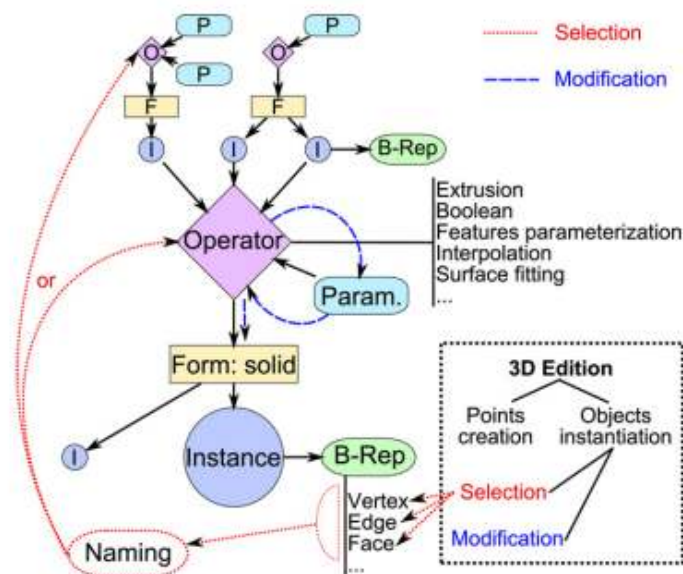 P
P
O
O
P
Selection
Modification
F
F
I
I
I
B-Rep
Extrusion
Boolean
Features parameterization
Interpolation
Surface fitting
...
Operator
or
Param.
Form: solid
3D Edition
Points
creation
Objects
instantiation
I
Instance
B-Rep
Vertex
Edge
Face
...
Selection
Modification
Naming